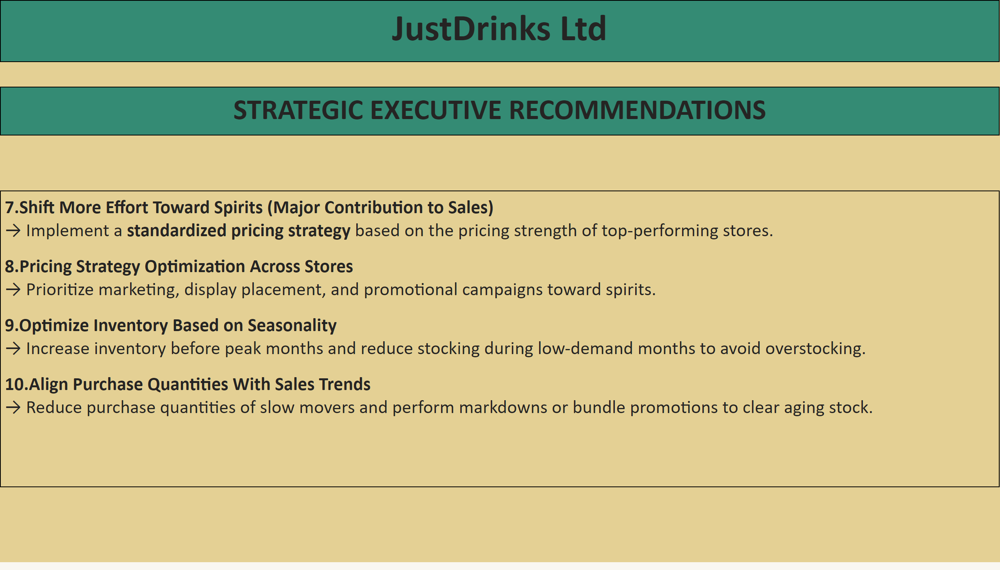 JustDrinks Ltd
STRATEGIC EXECUTIVE RECOMMENDATIONS
7.Shift More Effort Toward Spirits (Major Contribution to Sales)
→ Implement a standardized pricing strategy based on the pricing strength of top-performing stores.
8.Pricing Strategy Optimization Across Stores
→ Prioritize marketing, display placement, and promotional campaigns toward spirits.
9.Optimize Inventory Based on Seasonality
→ Increase inventory before peak months and reduce stocking during low-demand months to avoid overstocking.
10.Align Purchase Quantities With Sales Trends
→ Reduce purchase quantities of slow movers and perform markdowns or bundle promotions to clear aging stock.